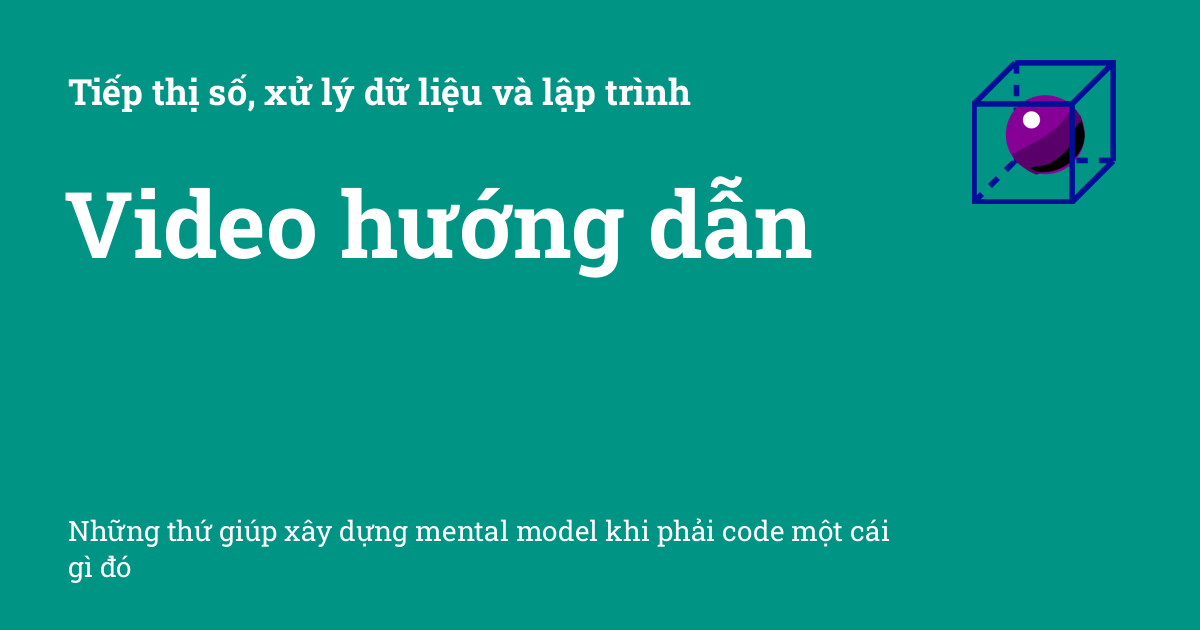 Tiếp thị số, xử lý dữ liệu và lập trình
Video hướng dẫn
Những thứ giúp xây dựng mental model khi phải code một cái
gì đó